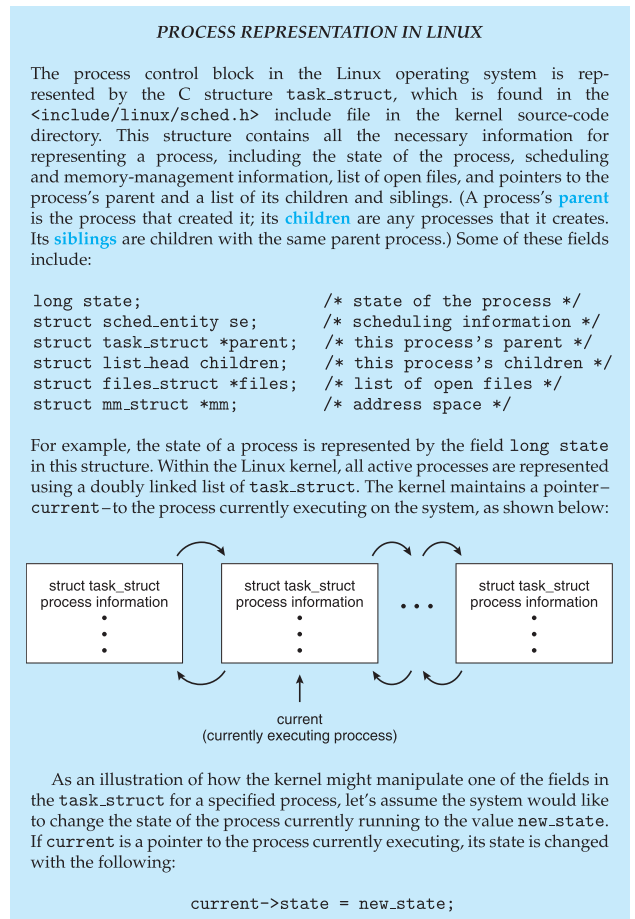 PROCESS REPRESENTATION IN LINUX
The process control block in the Linux operating system is rep-
resented by the C structure task_struct, which is found in the
<include/linux/sched.h> include file in the kernel source-code
directory. This structure contains all the necessary information for
representing a process, including the state of the process, scheduling
and memory-management information, list of open files, and pointers to the
process's parent and a list of its children and siblings. (A process's parent
is the process that created it; its children are any processes that it creates.
Its siblings are children with the same parent process.) Some of these fields
include:
long state; /* state of the process */
struct sched_entity se; /* scheduling information */
struct task_struct *parent; /* this process's parent */
struct list_head children; /* this process's children */
struct files_struct *files; /* list of open files */
struct mm_struct *mm; /* address space */
For example, the state of a process is represented by the field long state
in this structure. Within the Linux kernel, all active processes are represented
using a doubly linked list of task_struct. The kernel maintains a pointer–
current–to the process currently executing on the system, as shown below:
struct task_struct
process information
struct task_struct
process information
• • •
struct task_struct
process information
current
(currently executing proccess)
As an illustration of how the kernel might manipulate one of the fields in
the task_struct for a specified process, let's assume the system would like
to change the state of the process currently running to the value new_state.
If current is a pointer to the process currently executing, its state is changed
with the following:
current->state = new_state;